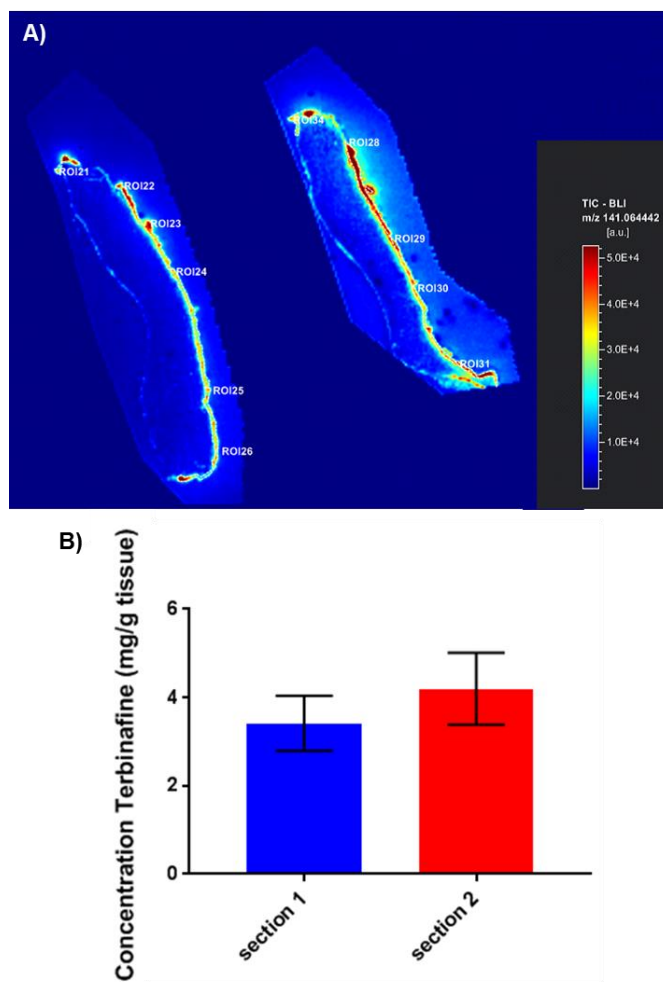 A)
ROI34
ROI28
ROI21
ROI22
ROI23
ROI24
ROI29
ROI30
ROI31
ROI25
ROI26
TIC - BLI
m/z 141.064442
[a.u.]
5.0E+4
4.0E+4
3.0E+4
2.0E+4
1.0E+4
B)
Concentration Terbinafine (mg/g tissue)
6
4
2
0
section 1
section 2